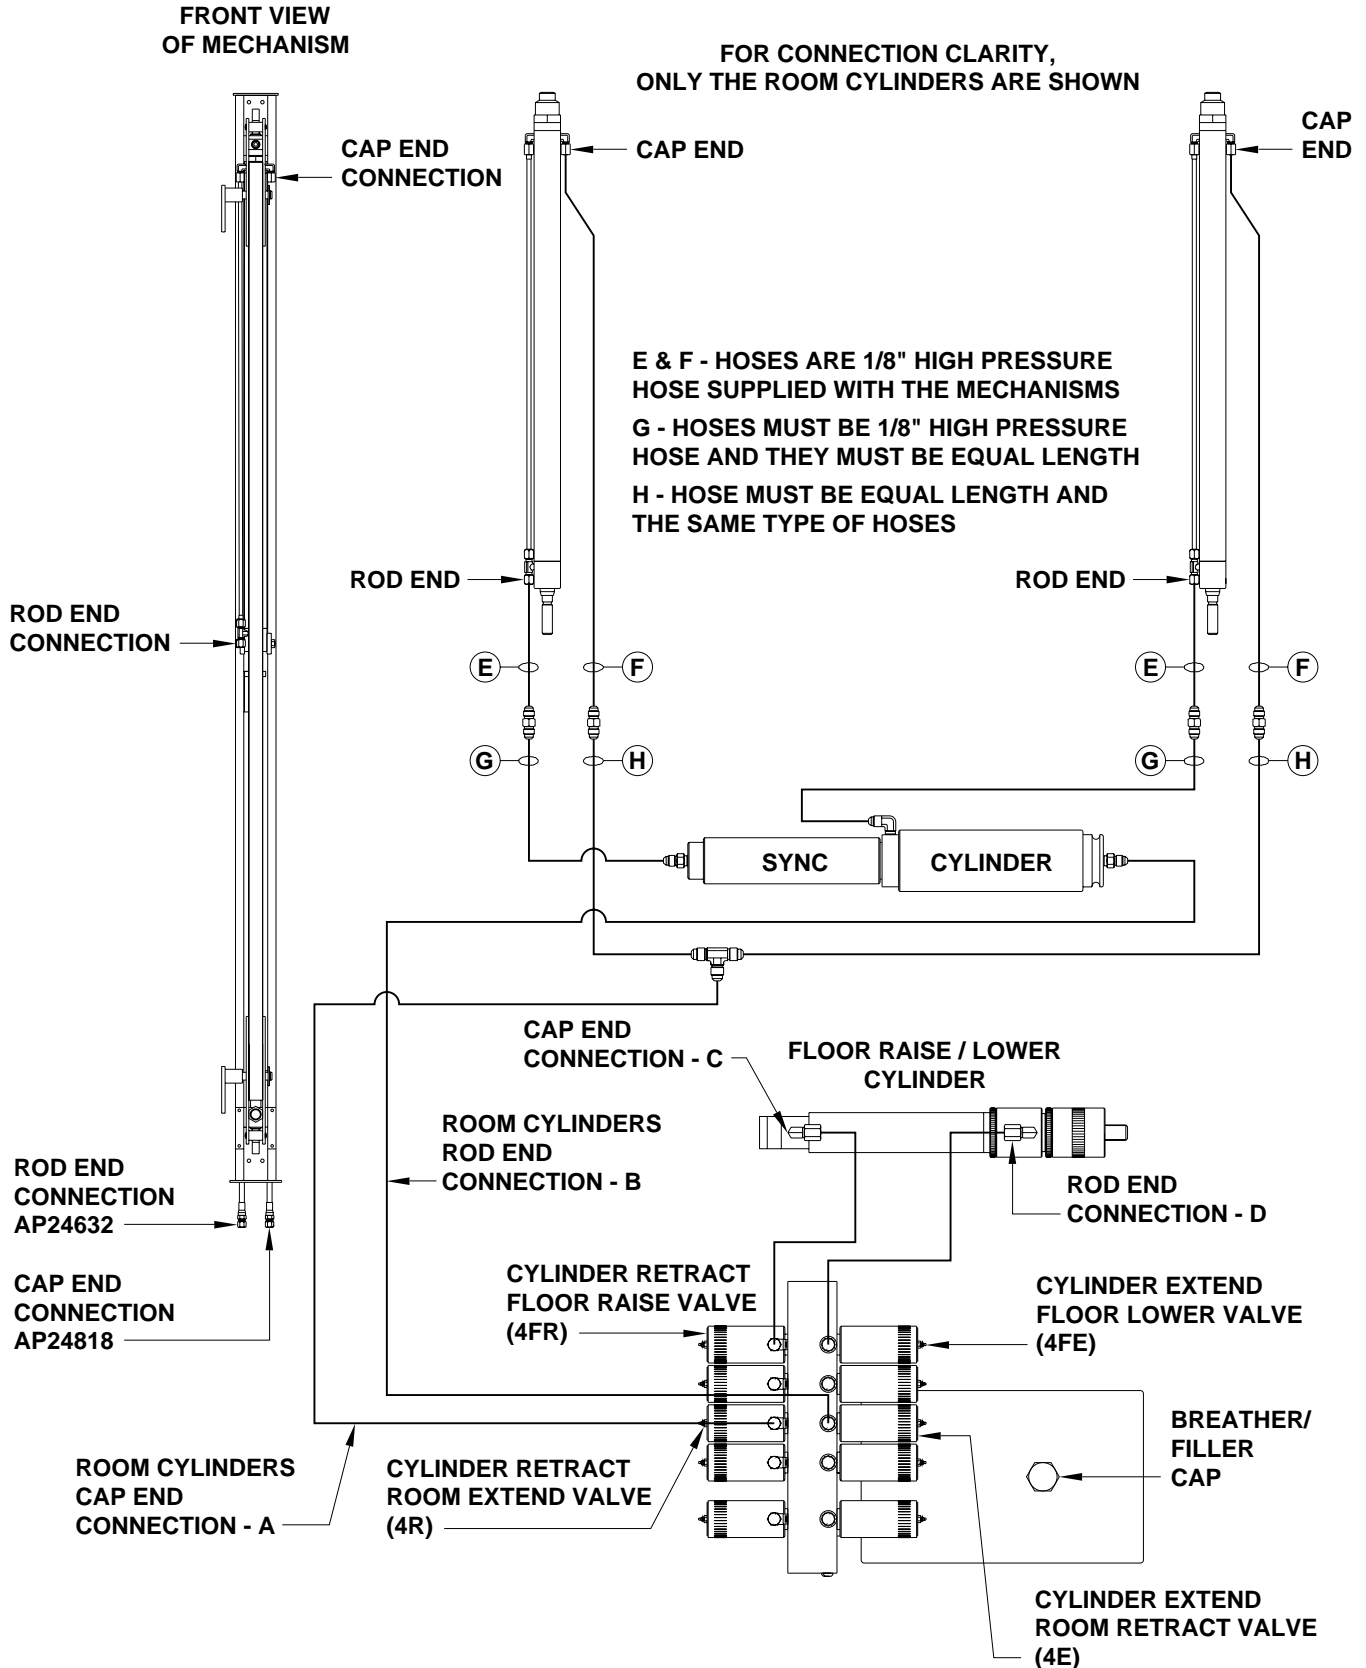 FRONT VIEW
OF MECHANISM
FOR CONNECTION CLARITY,
ONLY THE ROOM CYLINDERS ARE SHOWN
CAP END
CONNECTION
CAP END
CAP
END
E & F - HOSES ARE 1/8" HIGH PRESSURE
HOSE SUPPLIED WITH THE MECHANISMS
G - HOSES MUST BE 1/8" HIGH PRESSURE
HOSE AND THEY MUST BE EQUAL LENGTH
H - HOSE MUST BE EQUAL LENGTH AND
THE SAME TYPE OF HOSES
ROD END
ROD END
ROD END
CONNECTION
E
F
E
F
G
H
G
H
SYNC
CYLINDER
CAP END
CONNECTION - C
FLOOR RAISE / LOWER
CYLINDER
ROOM CYLINDERS
ROD END
CONNECTION - B
ROD END
CONNECTION - D
ROD END
CONNECTION
AP24632
CAP END
CONNECTION
AP24818
CYLINDER RETRACT
FLOOR RAISE VALVE
(4FR)
CYLINDER EXTEND
FLOOR LOWER VALVE
(4FE)
BREATHER/
FILLER
CAP
ROOM CYLINDERS
CAP END
CONNECTION - A
CYLINDER RETRACT
ROOM EXTEND VALVE
(4R)
CYLINDER EXTEND
ROOM RETRACT VALVE
(4E)